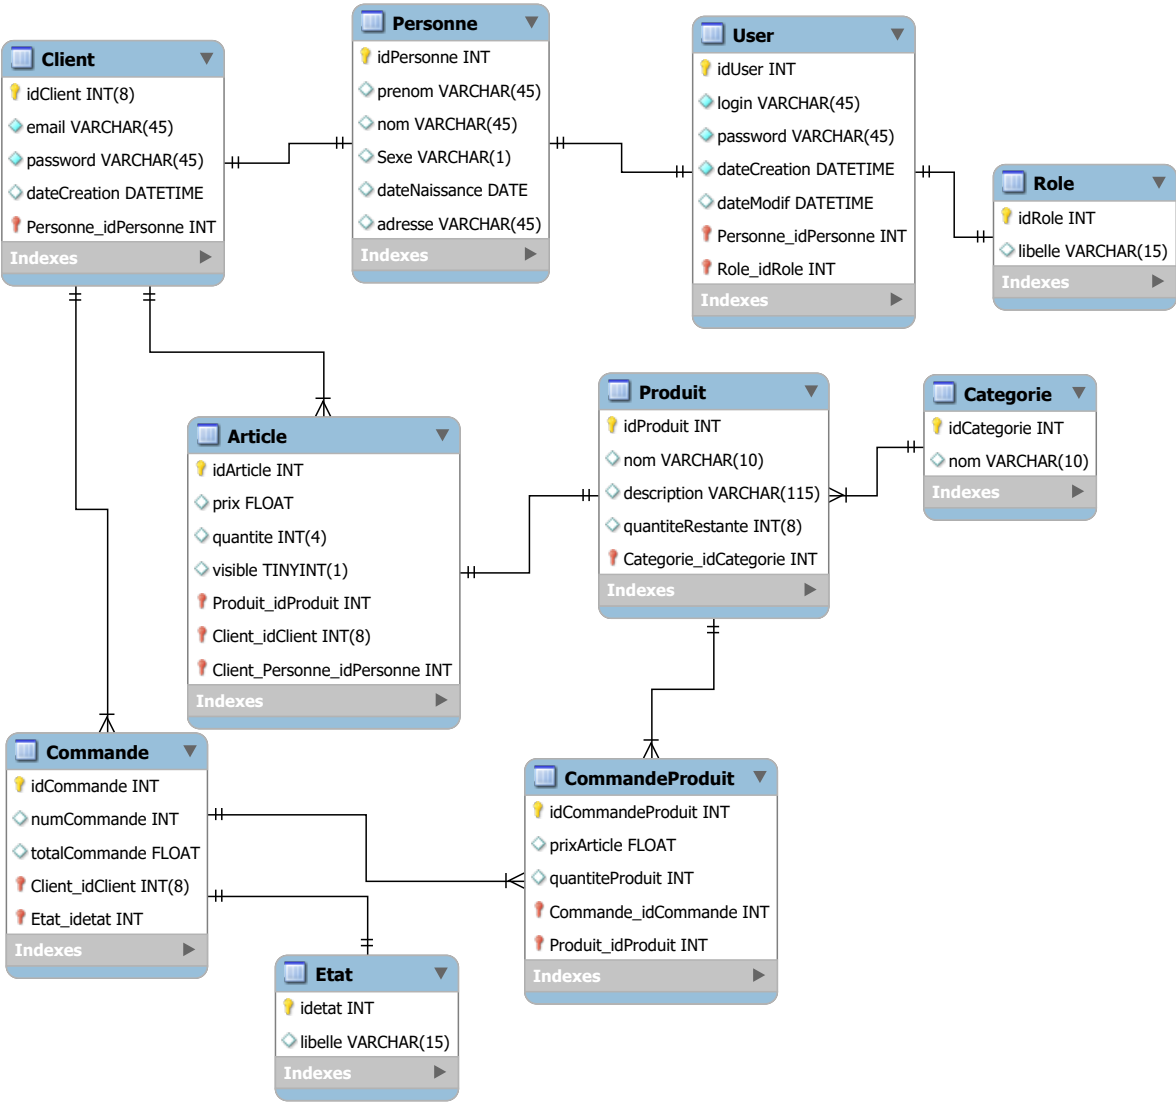 Client
idClient INT(8)
email VARCHAR(45)
password VARCHAR(45)
dateCreation DATETIME
Personne_idPersonne INT
Indexes
Personne
idPersonne INT
prenom VARCHAR(45)
nom VARCHAR(45)
Sexe VARCHAR(1)
dateNaissance DATE
adresse VARCHAR(45)
Indexes
User
idUser INT
login VARCHAR(45)
password VARCHAR(45)
dateCreation DATETIME
dateModif DATETIME
Personne_idPersonne INT
Role_idRole INT
Indexes
Role
idRole INT
libelle VARCHAR(15)
Indexes
Article
idArticle INT
prix FLOAT
quantite INT(4)
visible TINYINT(1)
Produit_idProduit INT
Client_idClient INT(8)
Client_Personne_idPersonne INT
Indexes
Produit
idProduit INT
nom VARCHAR(10)
description VARCHAR(115)
quantiteRestante INT(8)
Categorie_idCategorie INT
Indexes
Categorie
idCategorie INT
nom VARCHAR(10)
Indexes
Commande
idCommande INT
numCommande INT
totalCommande FLOAT
Client_idClient INT(8)
Etat_idetat INT
Indexes
CommandeProduit
idCommandeProduit INT
prixArticle FLOAT
quantiteProduit INT
Commande_idCommande INT
Produit_idProduit INT
Indexes
Etat
idetat INT
libelle VARCHAR(15)
Indexes